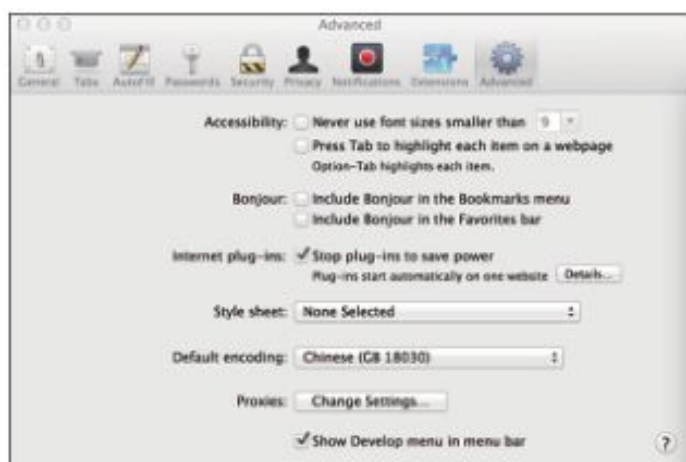 Advanced
General Tabs AutoFill Passwords Security Privacy Notifications Extensions Advanced
Accessibility: Never use font sizes smaller than 9
Press Tab to highlight each item on a webpage
Option-Tab highlights each item.
Bonjour: Include Bonjour in the Bookmarks menu
Include Bonjour in the Favorites bar
Internet plug-ins: Stop plug-ins to save power
Plug-ins start automatically on one website Details...
Style sheet: None Selected
Default encoding: Chinese (GB 18030)
Proxies: Change Settings...
Show Develop menu in menu bar
?